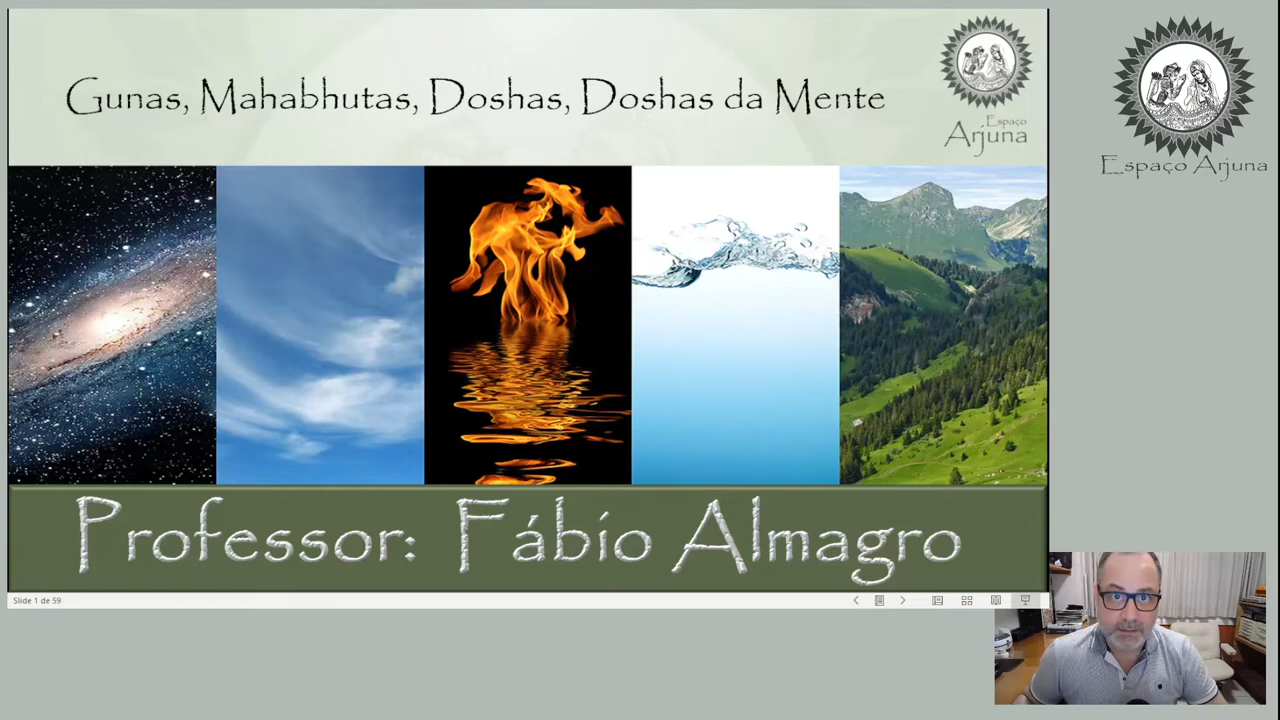 Gunas, Mahabhutas, Doshas, Doshas da Mente
Espaço
Arjuna
Espaço Arjuna
Professor: Fábio Almagro
Slide 1 de 59